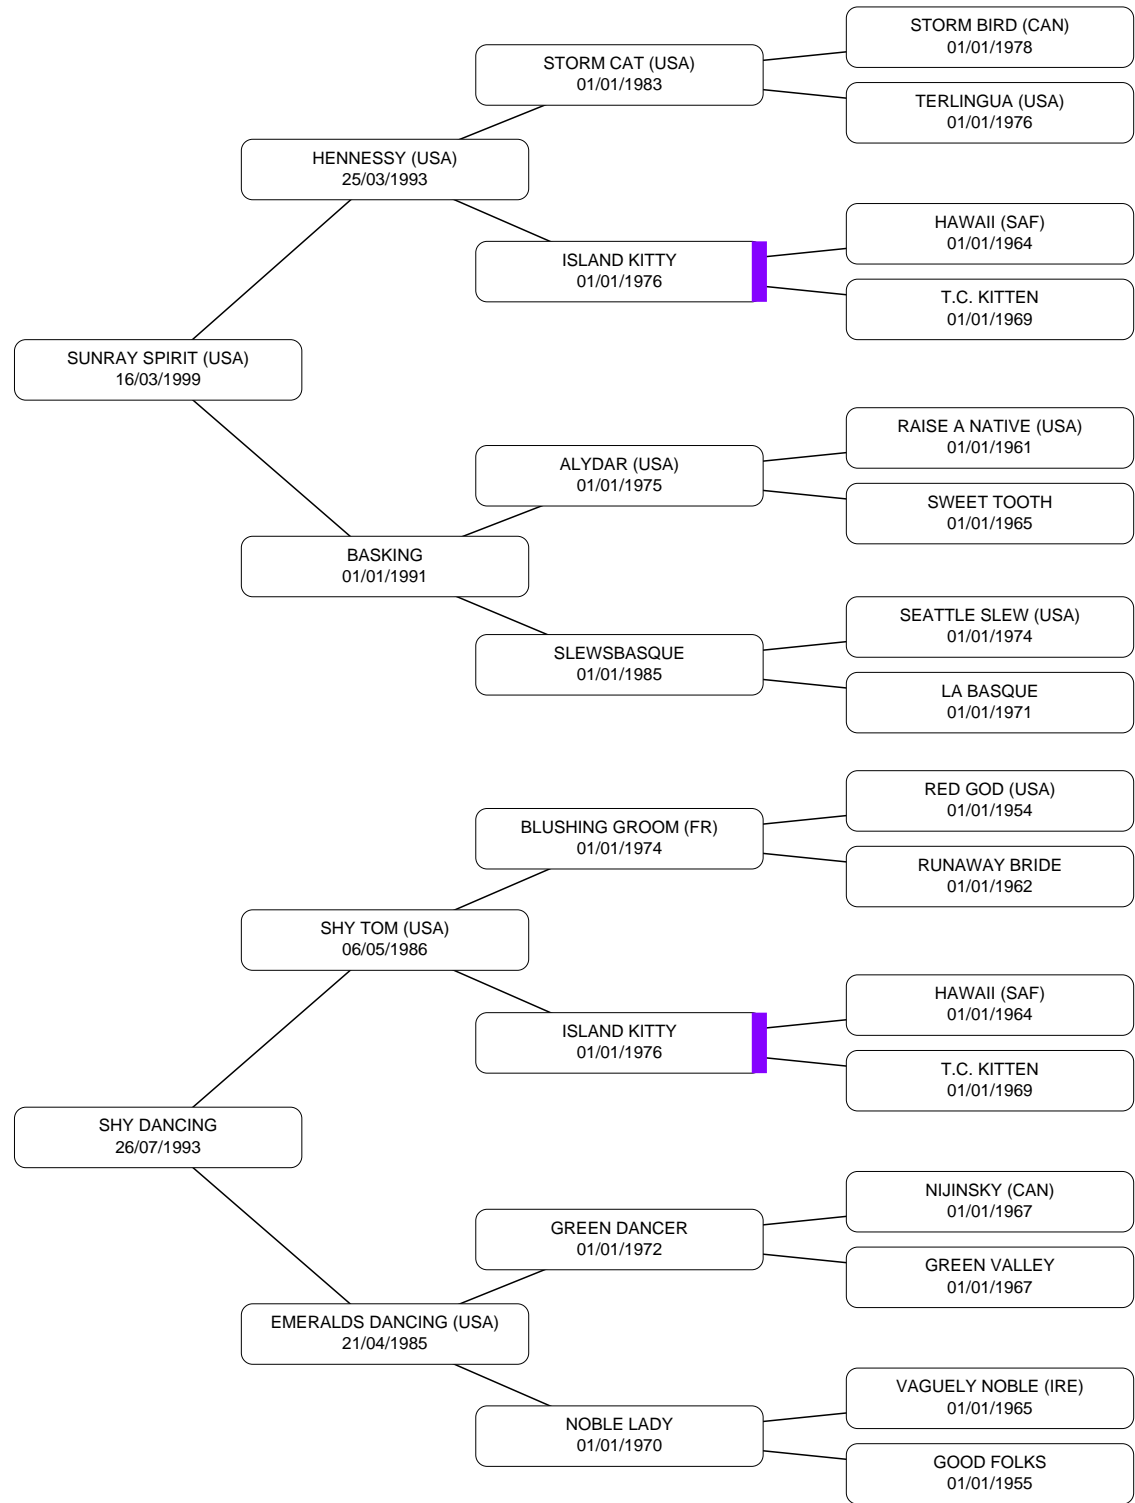 STORM BIRD (CAN)
01/01/1978
STORM CAT (USA)
01/01/1983
TERLINGUA (USA)
01/01/1976
HENNESSY (USA)
25/03/1993
HAWAII (SAF)
01/01/1964
ISLAND KITTY
01/01/1976
T.C. KITTEN
01/01/1969
SUNRAY SPIRIT (USA)
16/03/1999
RAISE A NATIVE (USA)
01/01/1961
ALYDAR (USA)
01/01/1975
SWEET TOOTH
01/01/1965
BASKING
01/01/1991
SEATTLE SLEW (USA)
01/01/1974
SLEWSBASQUE
01/01/1985
LA BASQUE
01/01/1971
RED GOD (USA)
01/01/1954
BLUSHING GROOM (FR)
01/01/1974
RUNAWAY BRIDE
01/01/1962
SHY TOM (USA)
06/05/1986
HAWAII (SAF)
01/01/1964
ISLAND KITTY
01/01/1976
T.C. KITTEN
01/01/1969
SHY DANCING
26/07/1993
NIJINSKY (CAN)
01/01/1967
GREEN DANCER
01/01/1972
GREEN VALLEY
01/01/1967
EMERALDS DANCING (USA)
21/04/1985
VAGUELY NOBLE (IRE)
01/01/1965
NOBLE LADY
01/01/1970
GOOD FOLKS
01/01/1955